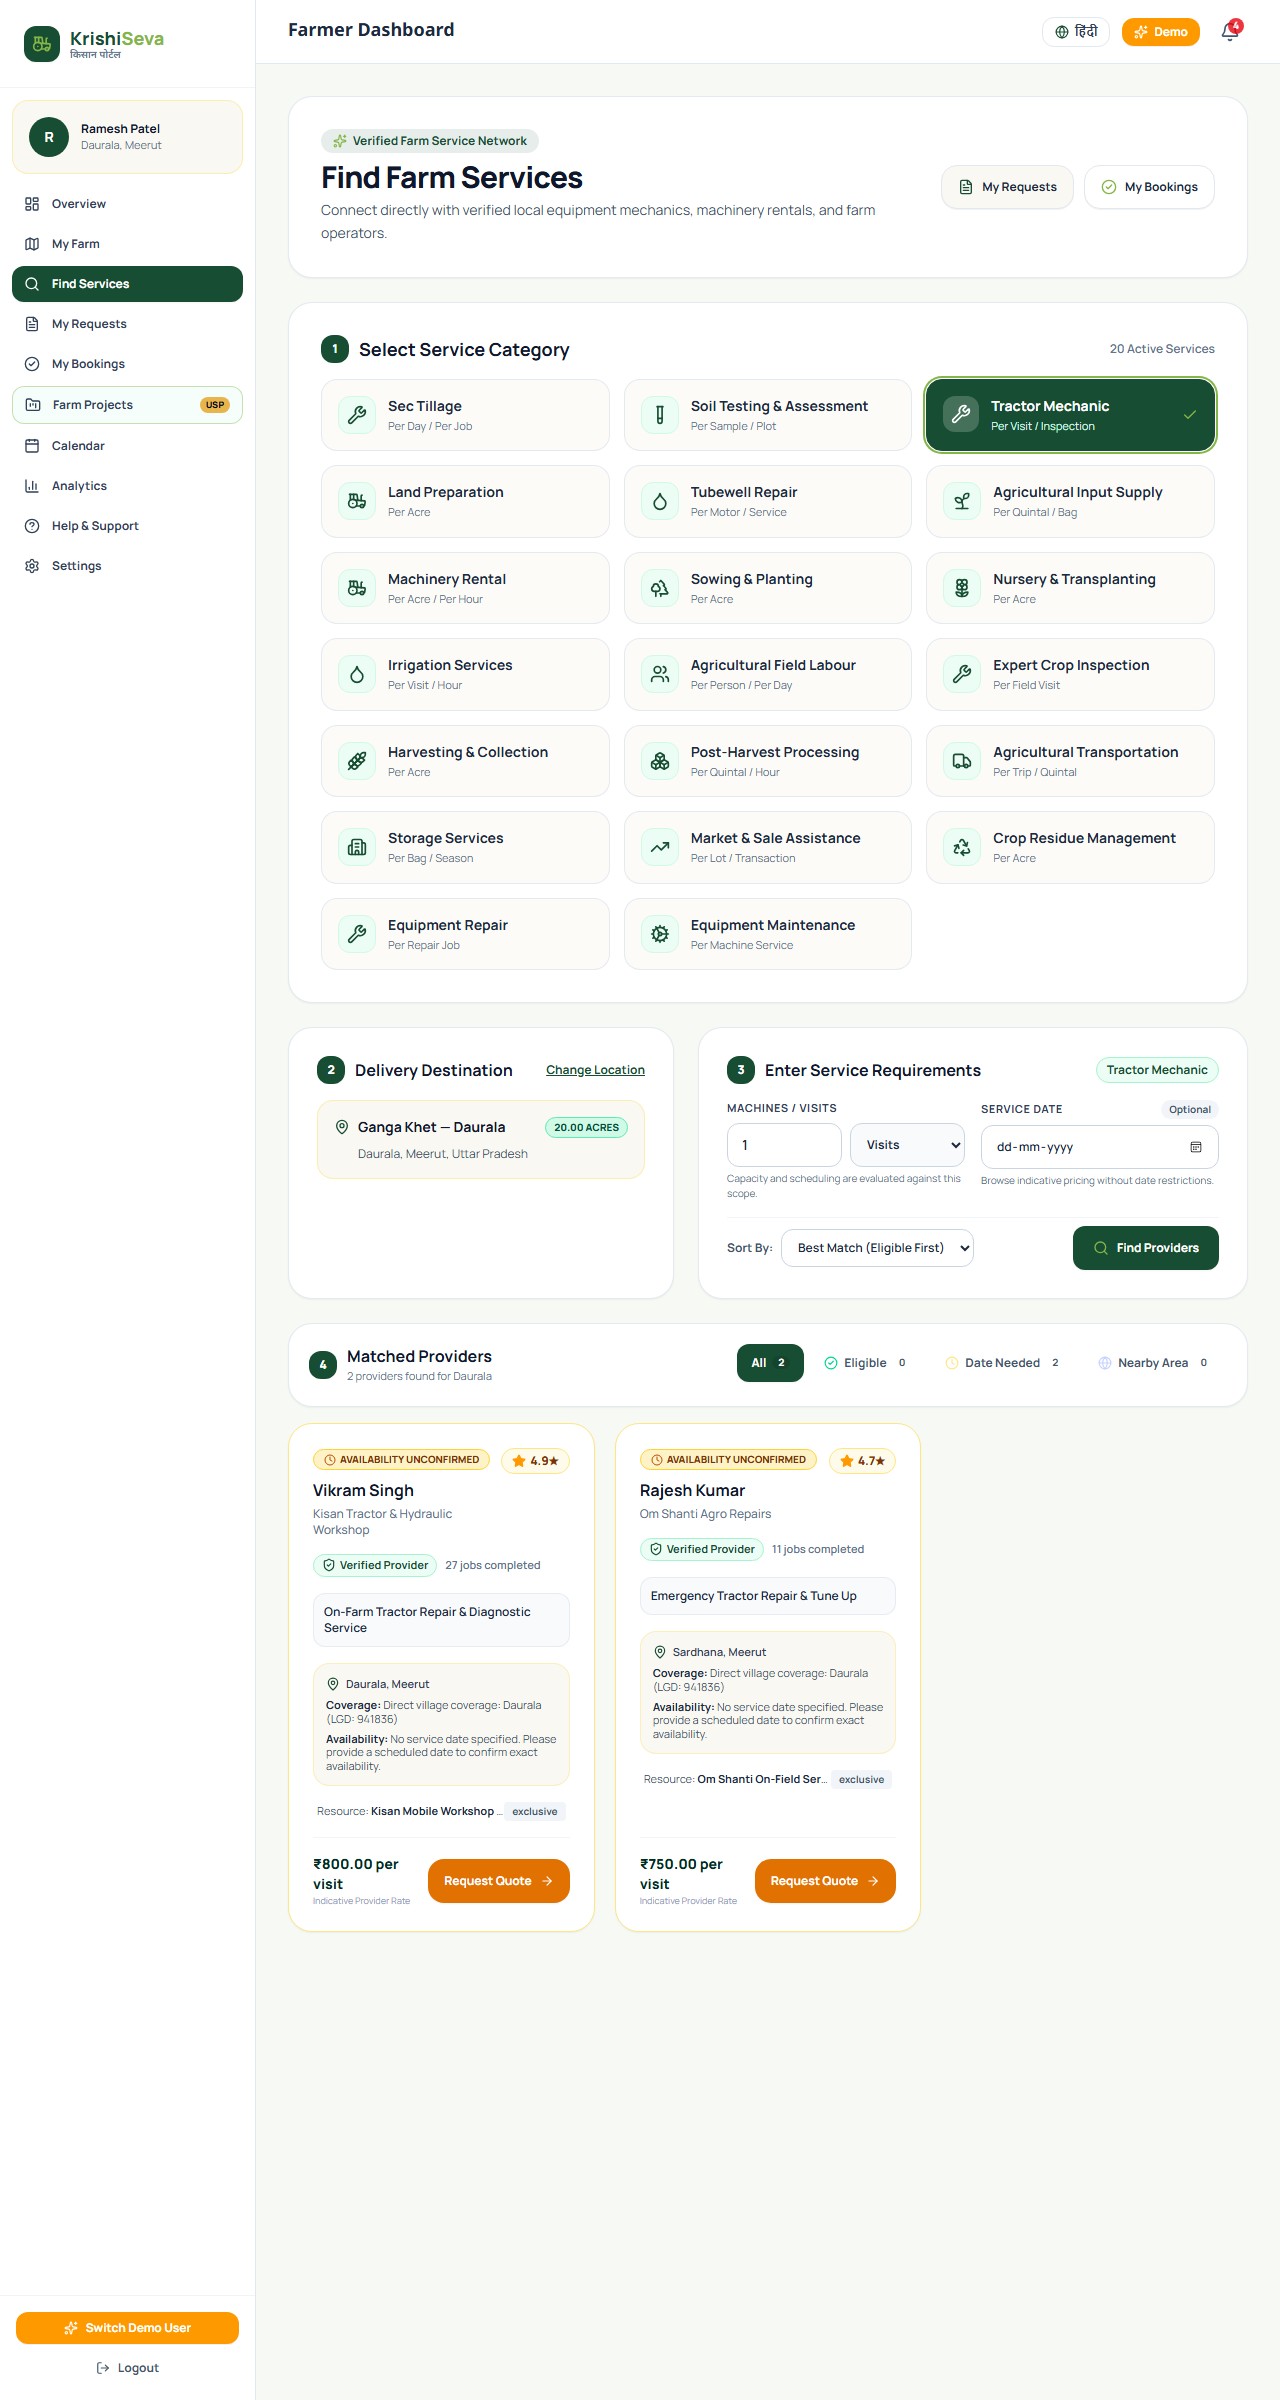 KrishiSeva
किसान पोर्टल
R
Ramesh Patel
Daurala, Meerut
Overview
My Farm
Find Services
My Requests
My Bookings
Farm Projects
USP
Calendar
Analytics
Help & Support
Settings
Switch Demo User
Logout
Farmer Dashboard
हिंदी
Demo
4
Verified Farm Service Network
Find Farm Services
Connect directly with verified local equipment mechanics, machinery rentals, and farm
operators.
My Requests
My Bookings
1
Select Service Category
20 Active Services
Sec Tillage
Per Day / Per Job
Soil Testing & Assessment
Per Sample / Plot
Tractor Mechanic
Per Visit / Inspection
Land Preparation
Per Acre
Tubewell Repair
Per Motor / Service
Agricultural Input Supply
Per Quintal / Bag
Machinery Rental
Per Acre / Per Hour
Sowing & Planting
Per Acre
Nursery & Transplanting
Per Acre
Irrigation Services
Per Visit / Hour
Agricultural Field Labour
Per Person / Per Day
Expert Crop Inspection
Per Field Visit
Harvesting & Collection
Per Acre
Post-Harvest Processing
Per Quintal / Hour
Agricultural Transportation
Per Trip / Quintal
Storage Services
Per Bag / Season
Market & Sale Assistance
Per Lot / Transaction
Crop Residue Management
Per Acre
Equipment Repair
Per Repair Job
Equipment Maintenance
Per Machine Service
2
Delivery Destination
Change Location
Ganga Khet — Daurala
20.00 ACRES
Daurala, Meerut, Uttar Pradesh
3
Enter Service Requirements
Tractor Mechanic
MACHINES / VISITS
1
Visits
Capacity and scheduling are evaluated against this
scope.
SERVICE DATE
Optional
dd-mm-yyyy
Browse indicative pricing without date restrictions.
Sort By:
Best Match (Eligible First)
Find Providers
4
Matched Providers
2 providers found for Daurala
All 2
Eligible 0
Date Needed 2
Nearby Area 0
AVAILABILITY UNCONFIRMED
4.9★
Vikram Singh
Kisan Tractor & Hydraulic
Workshop
Verified Provider
27 jobs completed
On-Farm Tractor Repair & Diagnostic
Service
Daurala, Meerut
Coverage: Direct village coverage: Daurala
(LGD: 941836)
Availability: No service date specified. Please
provide a scheduled date to confirm exact
availability.
Resource: Kisan Mobile Workshop ...
exclusive
₹800.00 per
visit
Indicative Provider Rate
Request Quote
AVAILABILITY UNCONFIRMED
4.7★
Rajesh Kumar
Om Shanti Agro Repairs
Verified Provider
11 jobs completed
Emergency Tractor Repair & Tune Up
Sardhana, Meerut
Coverage: Direct village coverage: Daurala
(LGD: 941836)
Availability: No service date specified. Please
provide a scheduled date to confirm exact
availability.
Resource: Om Shanti On-Field Ser...
exclusive
₹750.00 per
visit
Indicative Provider Rate
Request Quote